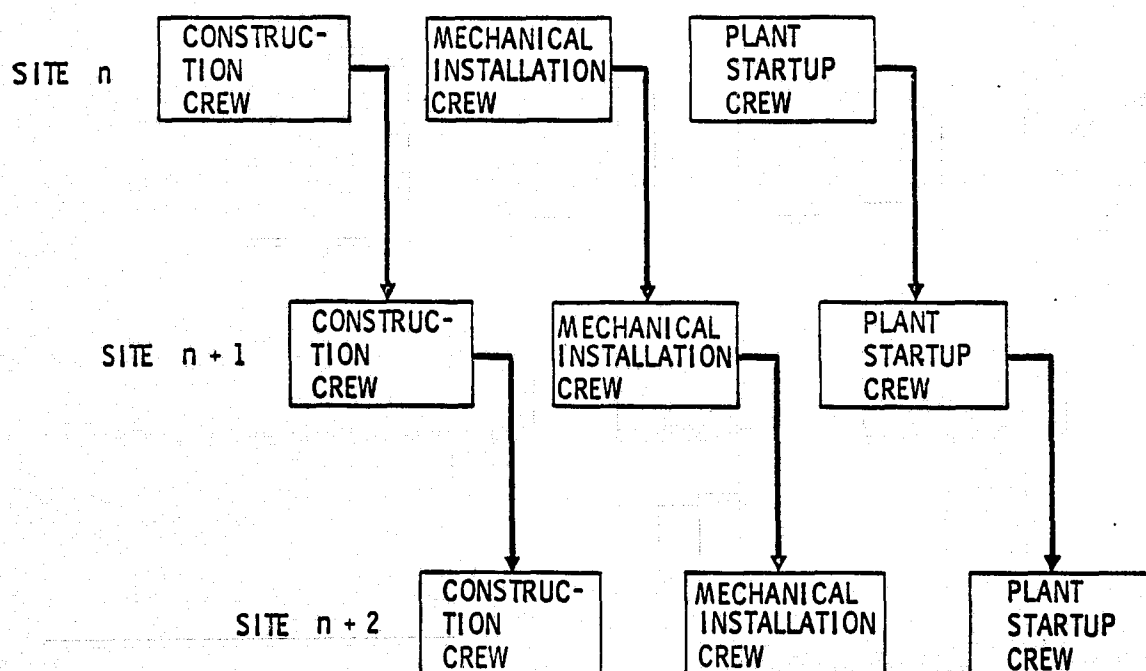 SITE n
CONSTRUC-
TION
CREW
MECHANICAL
INSTALLATION
CREW
PLANT
STARTUP
CREW
SITE n + 1
CONSTRUC-
TION
CREW
MECHANICAL
INSTALLATION
CREW
PLANT
STARTUP
CREW
SITE n + 2
CONSTRUC-
TION
CREW
MECHANICAL
INSTALLATION
CREW
PLANT
STARTUP
CREW